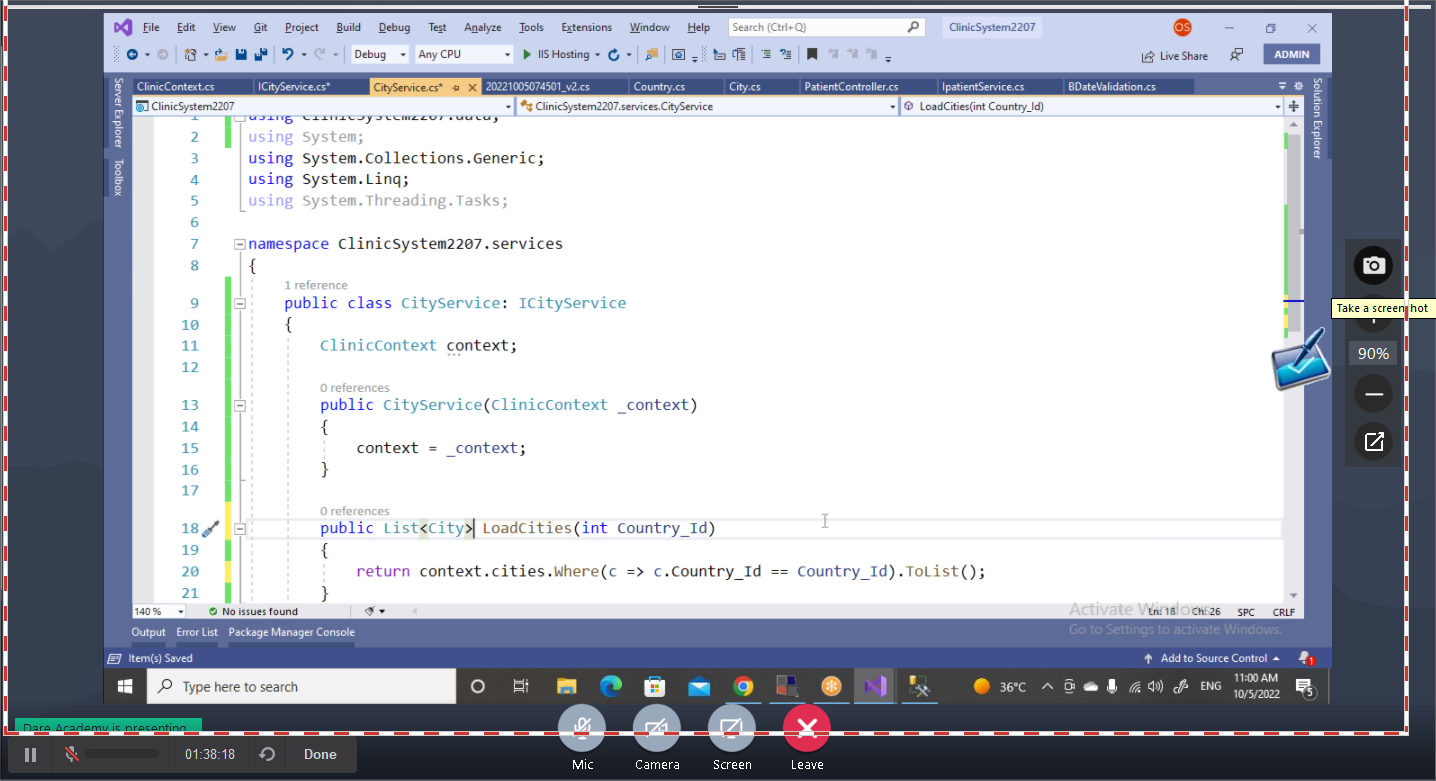 File Edit View Git Project Build Debug Test Analyze Tools Extensions Window Help Search (Ctrl+Q) ClinicSystem2207 OS
Debug Any CPU IIS Hosting Live Share ADMIN
ClinicContext.cs ICityService.cs* CityService.cs* 20221005074501_v2.cs Country.cs City.cs PatientController.cs IpatientService.cs BDateValidation.cs
ClinicSystem2207 ClinicSystem2207.services.CityService LoadCities(int Country_Id)
Server Explorer
Toolbox
Solution Explorer
1 using ClinicSystem2207.data;
2 using System;
3 using System.Collections.Generic;
4 using System.Linq;
5 using System.Threading.Tasks;
6
7 namespace ClinicSystem2207.services
8 {
1 reference
9 public class CityService: ICityService
10 {
11 ClinicContext context;
12
0 references
13 public CityService(ClinicContext _context)
14 {
15 context = _context;
16 }
17
0 references
18 public List<City> LoadCities(int Country_Id)
19 {
20 return context.cities.Where(c => c.Country_Id == Country_Id).ToList();
21 }
Take a screenshot
90%
140 % No issues found Ln: 18 Ch: 26 SPC CRLF
Activate Windows
Go to Settings to activate Windows.
Output Error List Package Manager Console
Item(s) Saved Add to Source Control 1
Type here to search 36°C ENG 11:00 AM
10/5/2022 5
Dare Academy is presenting
01:38:18 Done
Mic Camera Screen Leave